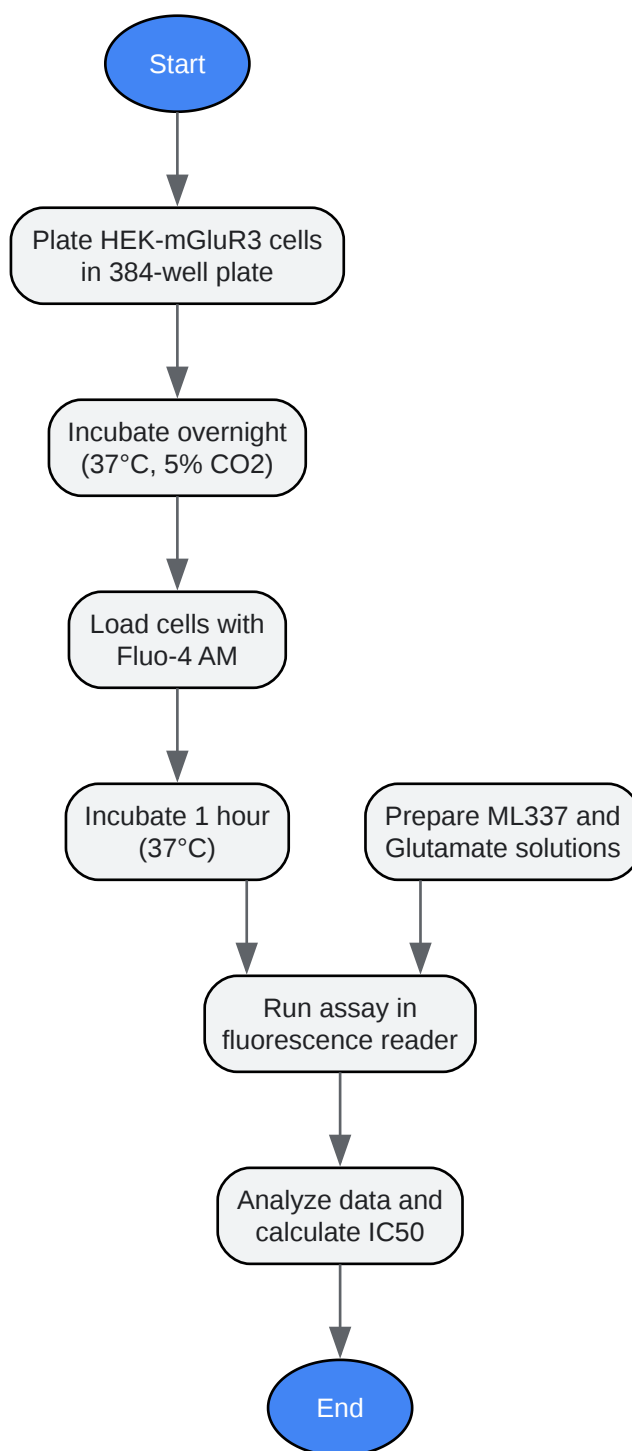 Start
Plate HEK-mGluR3 cells
in 384-well plate
Incubate overnight
(37°C, 5% CO2)
Load cells with
Fluo-4 AM
Incubate 1 hour
(37°C)
Prepare ML337 and
Glutamate solutions
Run assay in
fluorescence reader
Analyze data and
calculate IC50
End